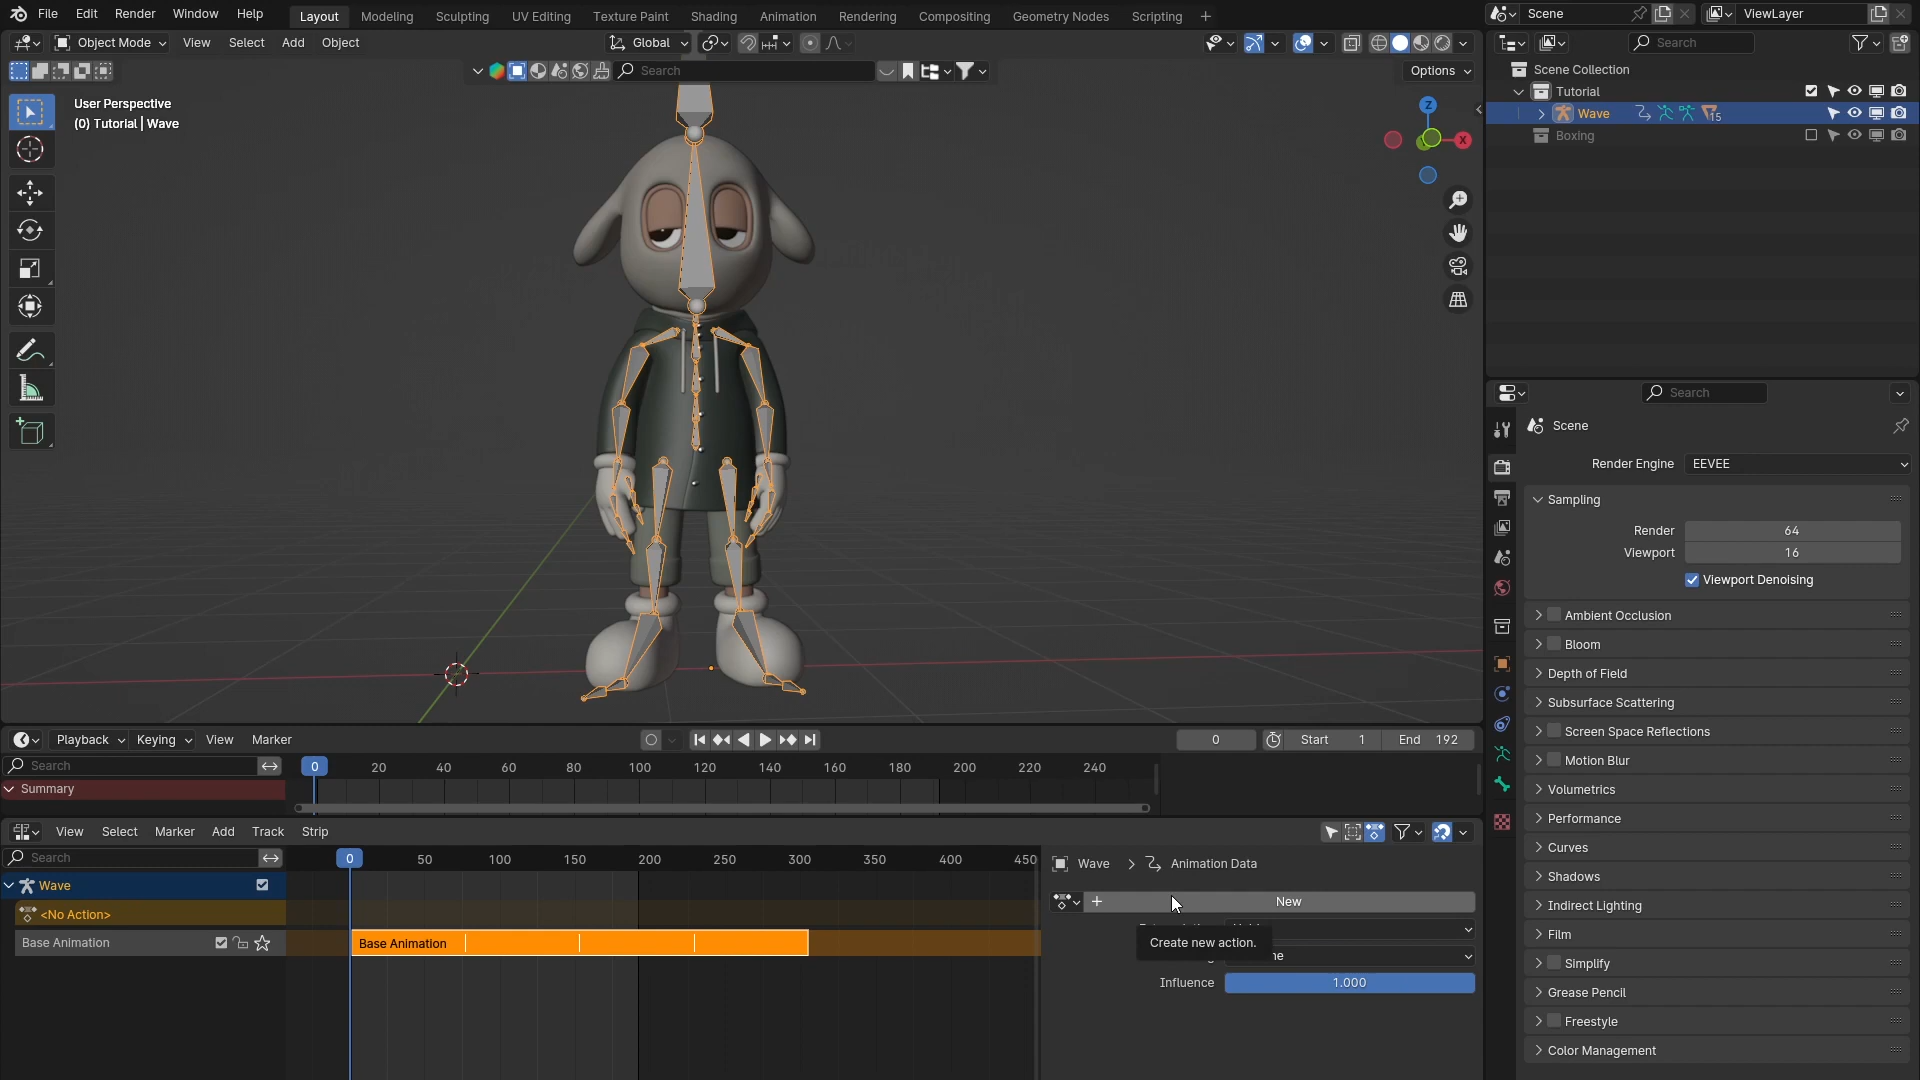 File Edit Render Window Help Layout Modeling Sculpting UV Editing Texture Paint Shading Animation Rendering Compositing Geometry Nodes Scripting + Scene ViewLayer
Object Mode View Select Add Object Global Search
Search Options
User Perspective
(0) Tutorial | Wave
Z
X
Scene Collection
Tutorial
Wave 15
Boxing
Search
Scene
Render Engine EEVEE
Sampling
Render 64
Viewport 16
Viewport Denoising
Ambient Occlusion
Bloom
Depth of Field
Subsurface Scattering
Screen Space Reflections
Motion Blur
Volumetrics
Performance
Curves
Shadows
Indirect Lighting
Film
Simplify
Grease Pencil
Freestyle
Color Management
Playback Keying View Marker 0 Start 1 End 192
Search 0 20 40 60 80 100 120 140 160 180 200 220 240
Summary
View Select Marker Add Track Strip
Search 0 50 100 150 200 250 300 350 400 450
Wave
<No Action>
Base Animation Base Animation
Wave > Animation Data
+ New
Create new action.
Influence 1.000